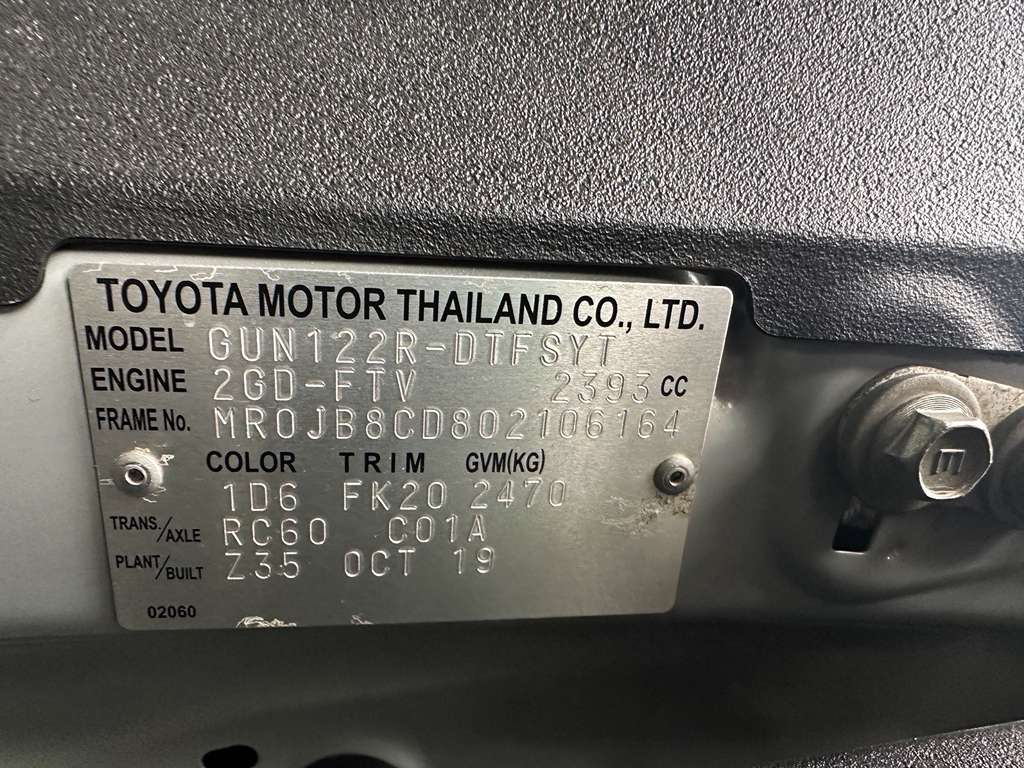 TOYOTA MOTOR THAILAND CO., LTD.
MODEL GUN122R-DTFSYT
ENGINE 2GD-FTV 2393 CC
FRAME No. MR0JB8CD802106164
COLOR TRIM GVM(KG)
1D6 FK20 2470
TRANS./AXLE RC60 C01A
PLANT/BUILT Z35 OCT 19
02060